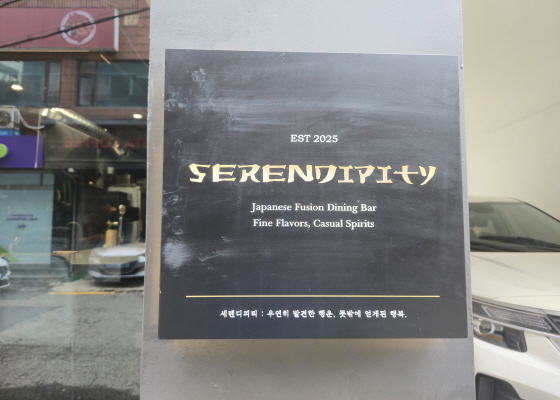 EST 2025
SERENDIPITY
Japanese Fusion Dining Bar
Fine Flavors, Casual Spirits
세렌디피티 : 우연히 발견한 행운. 뜻밖에 얻게된 행복.